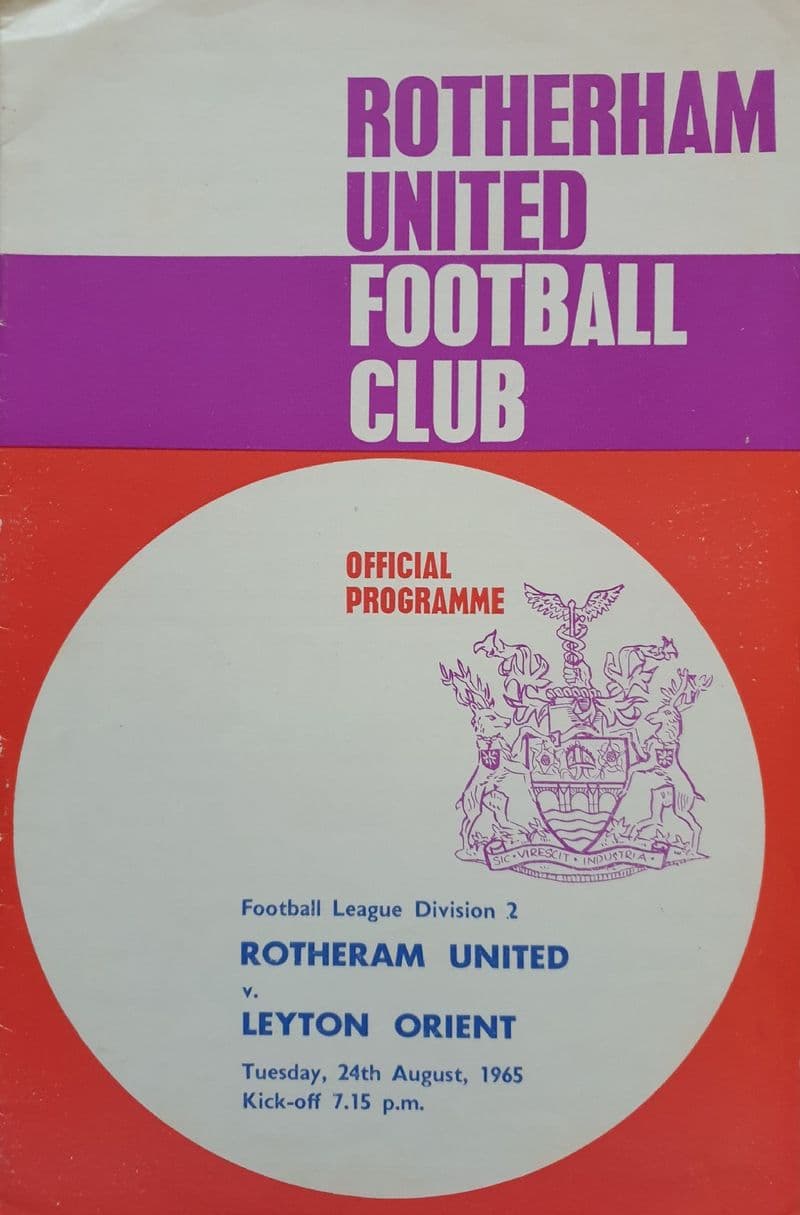 ROTHERHAM
UNITED
FOOTBALL
CLUB
OFFICIAL
PROGRAMME
SIC · VIRESCIT · INDUSTRIA ·
Football League Division 2
ROTHERAM UNITED
v.
LEYTON ORIENT
Tuesday, 24th August, 1965
Kick-off 7.15 p.m.